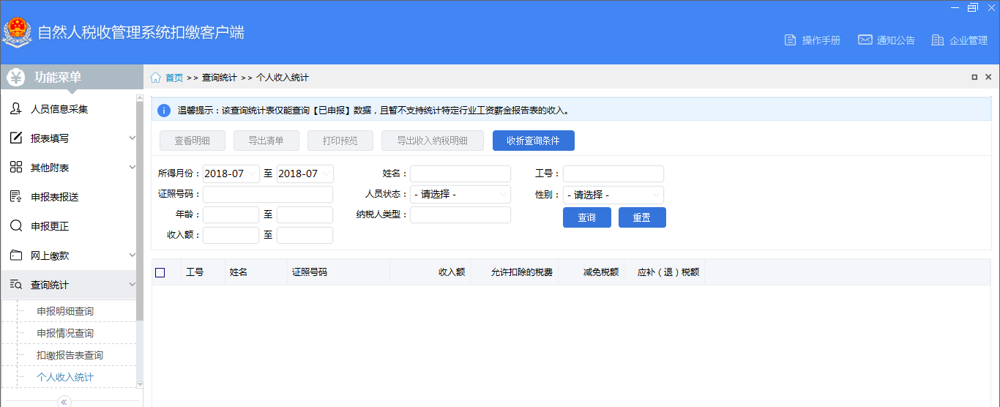 自然人税收管理系统扣缴客户端
操作手册 通知公告 企业管理
功能菜单
人员信息采集
报表填写
其他附表
申报表报送
申报更正
网上缴款
查询统计
申报明细查询
申报情况查询
扣缴报告表查询
个人收入统计
首页 >> 查询统计 >> 个人收入统计
温馨提示：该查询统计表仅能查询【已申报】数据，且暂不支持统计特定行业工资薪金报告表的收入。
查看明细 导出清单 打印预览 导出收入纳税明细 收折查询条件
所得月份： 2018-07 至 2018-07 姓名： 工号：
证照号码： 人员状态： - 请选择 - 性别： - 请选择 -
年龄： 至 纳税人类型： 查询 重置
收入额： 至
工号 姓名 证照号码 收入额 允许扣除的税费 减免税额 应补（退）税额